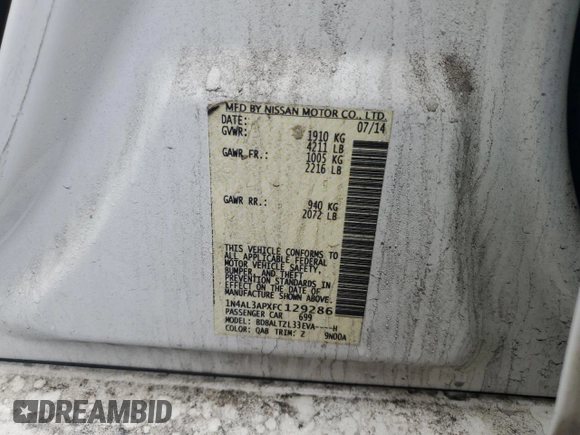 MFD BY NISSAN MOTOR CO., LTD.
DATE: 07/14
GVWR: 1910 KG
4211 LB
GAWR FR.: 1005 KG
2216 LB
GAWR RR.: 940 KG
2072 LB
THIS VEHICLE CONFORMS TO
ALL APPLICABLE FEDERAL
MOTOR VEHICLE SAFETY,
BUMPER, AND THEFT
PREVENTION STANDARDS IN
EFFECT ON THE DATE OF
MANUFACTURE SHOWN ABOVE.
1N4AL3APXFC129286
PASSENGER CAR 699
MODEL: BDBALTZL33EVA----H
COLOR: QAB TRIM: Z 9N00A
DREAMBID